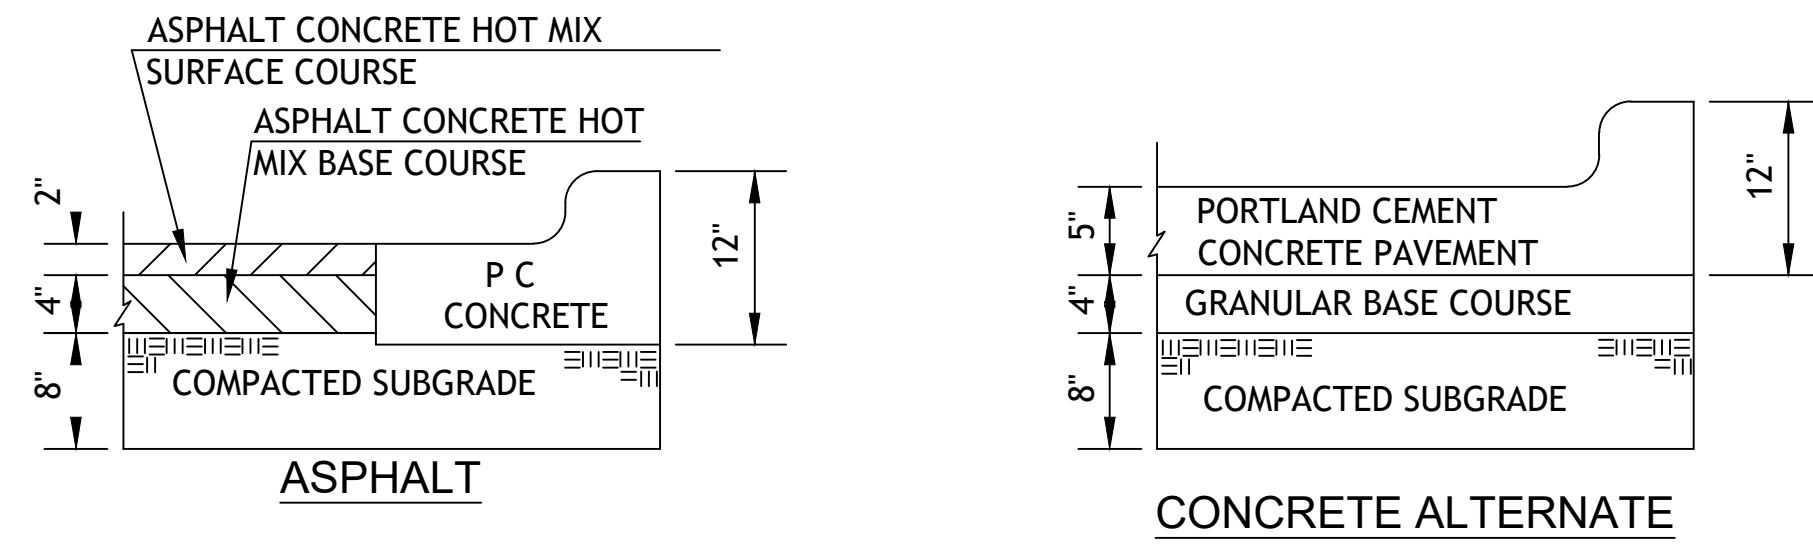 ASPHALT CONCRETE HOT MIX
SURFACE COURSE
ASPHALT CONCRETE HOT
MIX BASE COURSE
2"
4"
8"
12"
P C
CONCRETE
COMPACTED SUBGRADE
ASPHALT
5"
4"
8"
12"
PORTLAND CEMENT
CONCRETE PAVEMENT
GRANULAR BASE COURSE
COMPACTED SUBGRADE
CONCRETE ALTERNATE